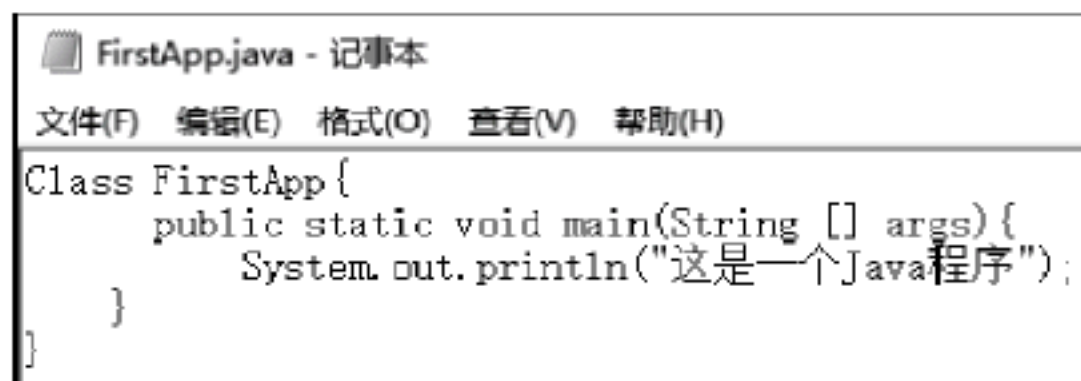 FirstApp.java - 记事本
文件(F) 编辑(E) 格式(O) 查看(V) 帮助(H)
Class FirstApp{
public static void main(String [] args){
System.out.println("这是一个Java程序");
}
}